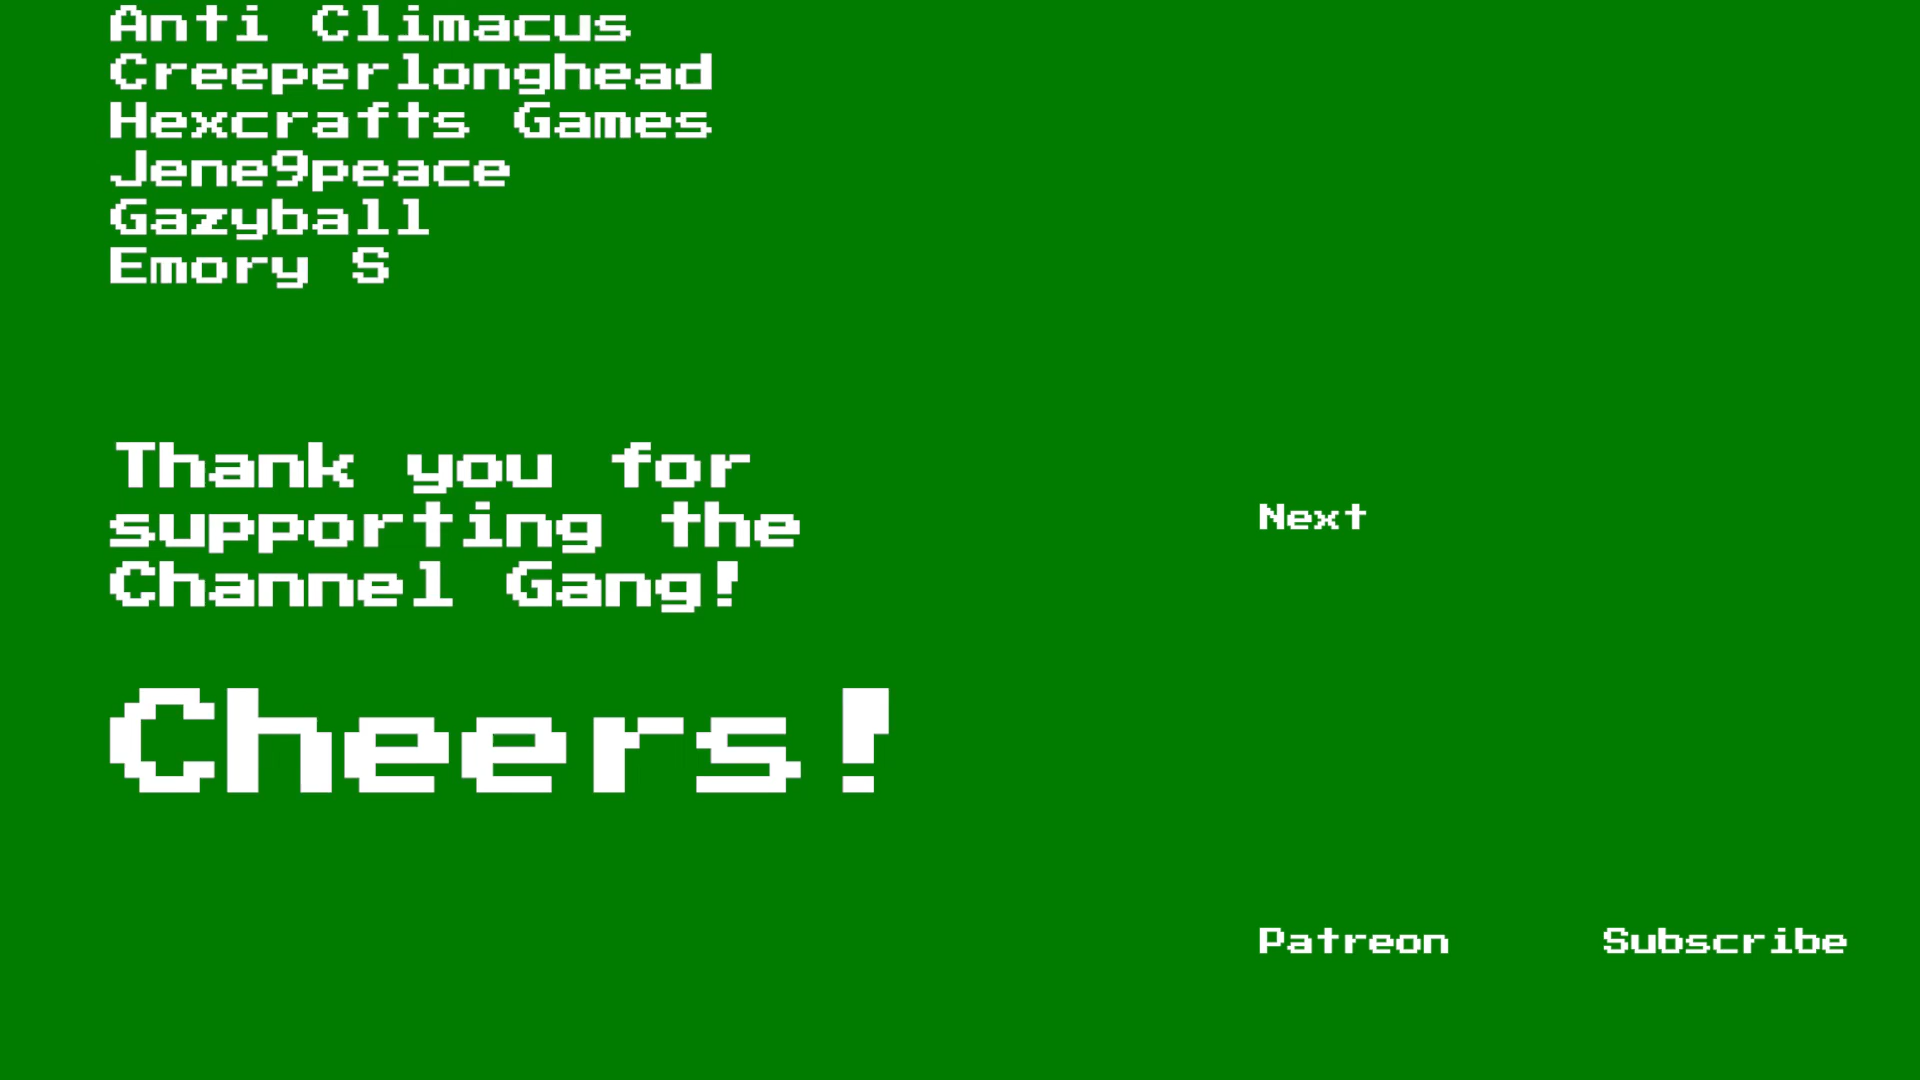 Anti Climacus
Creeperlonghead
Hexcrafts Games
Jene9peace
Gazyball
Emory S
Thank you for
supporting the
Channel Gang!
Cheers!
Next
Patreon
Subscribe